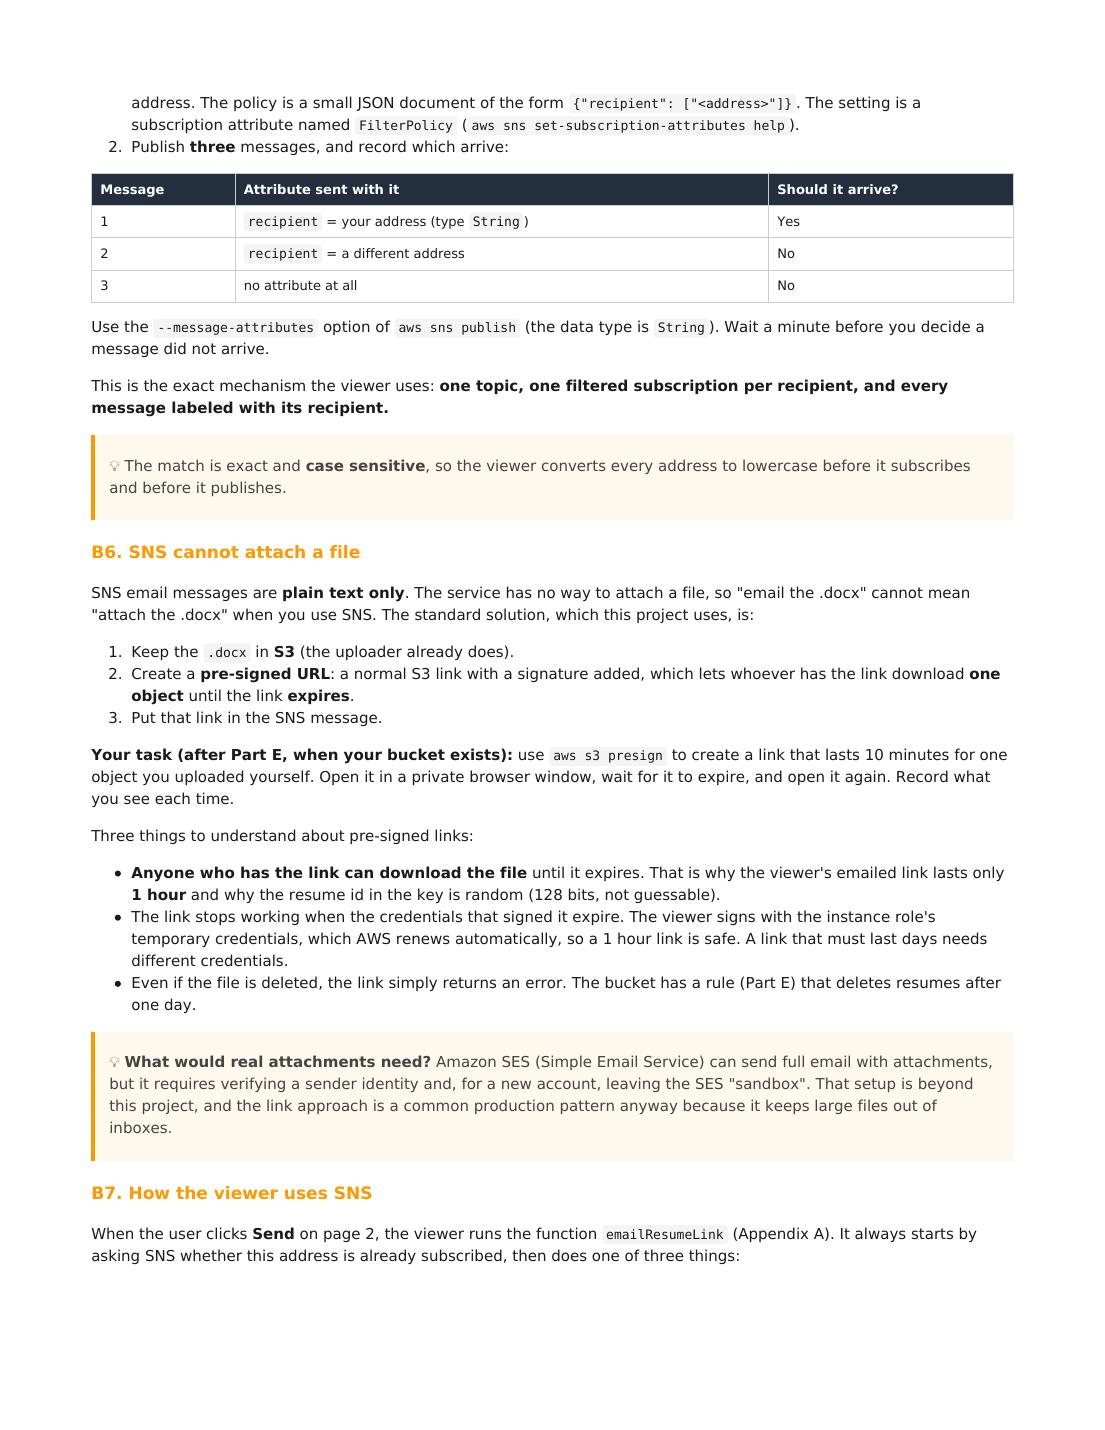 address. The policy is a small JSON document of the form {"recipient": ["<address>"]}. The setting is a
subscription attribute named FilterPolicy (aws sns set-subscription-attributes help).
2. Publish three messages, and record which arrive:
Message Attribute sent with it Should it arrive?
1 recipient = your address (type String) Yes
2 recipient = a different address No
3 no attribute at all No
Use the --message-attributes option of aws sns publish (the data type is String). Wait a minute before you decide a
message did not arrive.
This is the exact mechanism the viewer uses: one topic, one filtered subscription per recipient, and every
message labeled with its recipient.
💡 The match is exact and case sensitive, so the viewer converts every address to lowercase before it subscribes
and before it publishes.
B6. SNS cannot attach a file
SNS email messages are plain text only. The service has no way to attach a file, so "email the .docx" cannot mean
"attach the .docx" when you use SNS. The standard solution, which this project uses, is:
1. Keep the .docx in S3 (the uploader already does).
2. Create a pre-signed URL: a normal S3 link with a signature added, which lets whoever has the link download one
object until the link expires.
3. Put that link in the SNS message.
Your task (after Part E, when your bucket exists): use aws s3 presign to create a link that lasts 10 minutes for one
object you uploaded yourself. Open it in a private browser window, wait for it to expire, and open it again. Record what
you see each time.
Three things to understand about pre-signed links:
• Anyone who has the link can download the file until it expires. That is why the viewer's emailed link lasts only
1 hour and why the resume id in the key is random (128 bits, not guessable).
• The link stops working when the credentials that signed it expire. The viewer signs with the instance role's
temporary credentials, which AWS renews automatically, so a 1 hour link is safe. A link that must last days needs
different credentials.
• Even if the file is deleted, the link simply returns an error. The bucket has a rule (Part E) that deletes resumes after
one day.
💡 What would real attachments need? Amazon SES (Simple Email Service) can send full email with attachments,
but it requires verifying a sender identity and, for a new account, leaving the SES "sandbox". That setup is beyond
this project, and the link approach is a common production pattern anyway because it keeps large files out of
inboxes.
B7. How the viewer uses SNS
When the user clicks Send on page 2, the viewer runs the function emailResumeLink (Appendix A). It always starts by
asking SNS whether this address is already subscribed, then does one of three things: